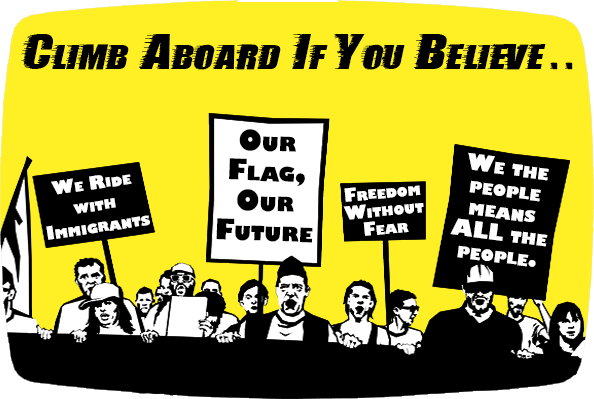 Climb Aboard If You Believe . .
We Ride
with
Immigrants
Our
Flag,
Our
Future
Freedom
Without
Fear
We the
people
means
ALL the
people.